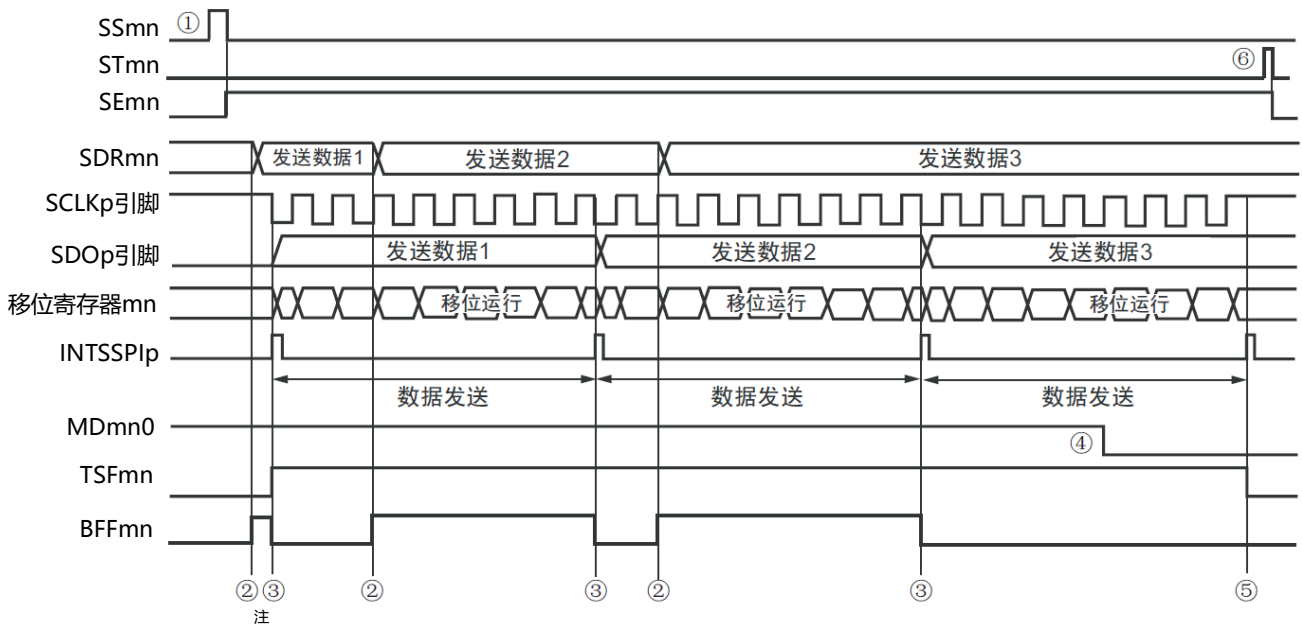 SSmn ①
STmn ⑥
SEmn
SDRmn 发送数据1 发送数据2 发送数据3
SCLKp引脚
SDOp引脚 发送数据1 发送数据2 发送数据3
移位寄存器mn 移位运行 移位运行 移位运行
INTSSPIp
数据发送 数据发送 数据发送
MDmn0 ④
TSFmn
BFFmn
② ③ ② ③ ② ③ ⑤
注